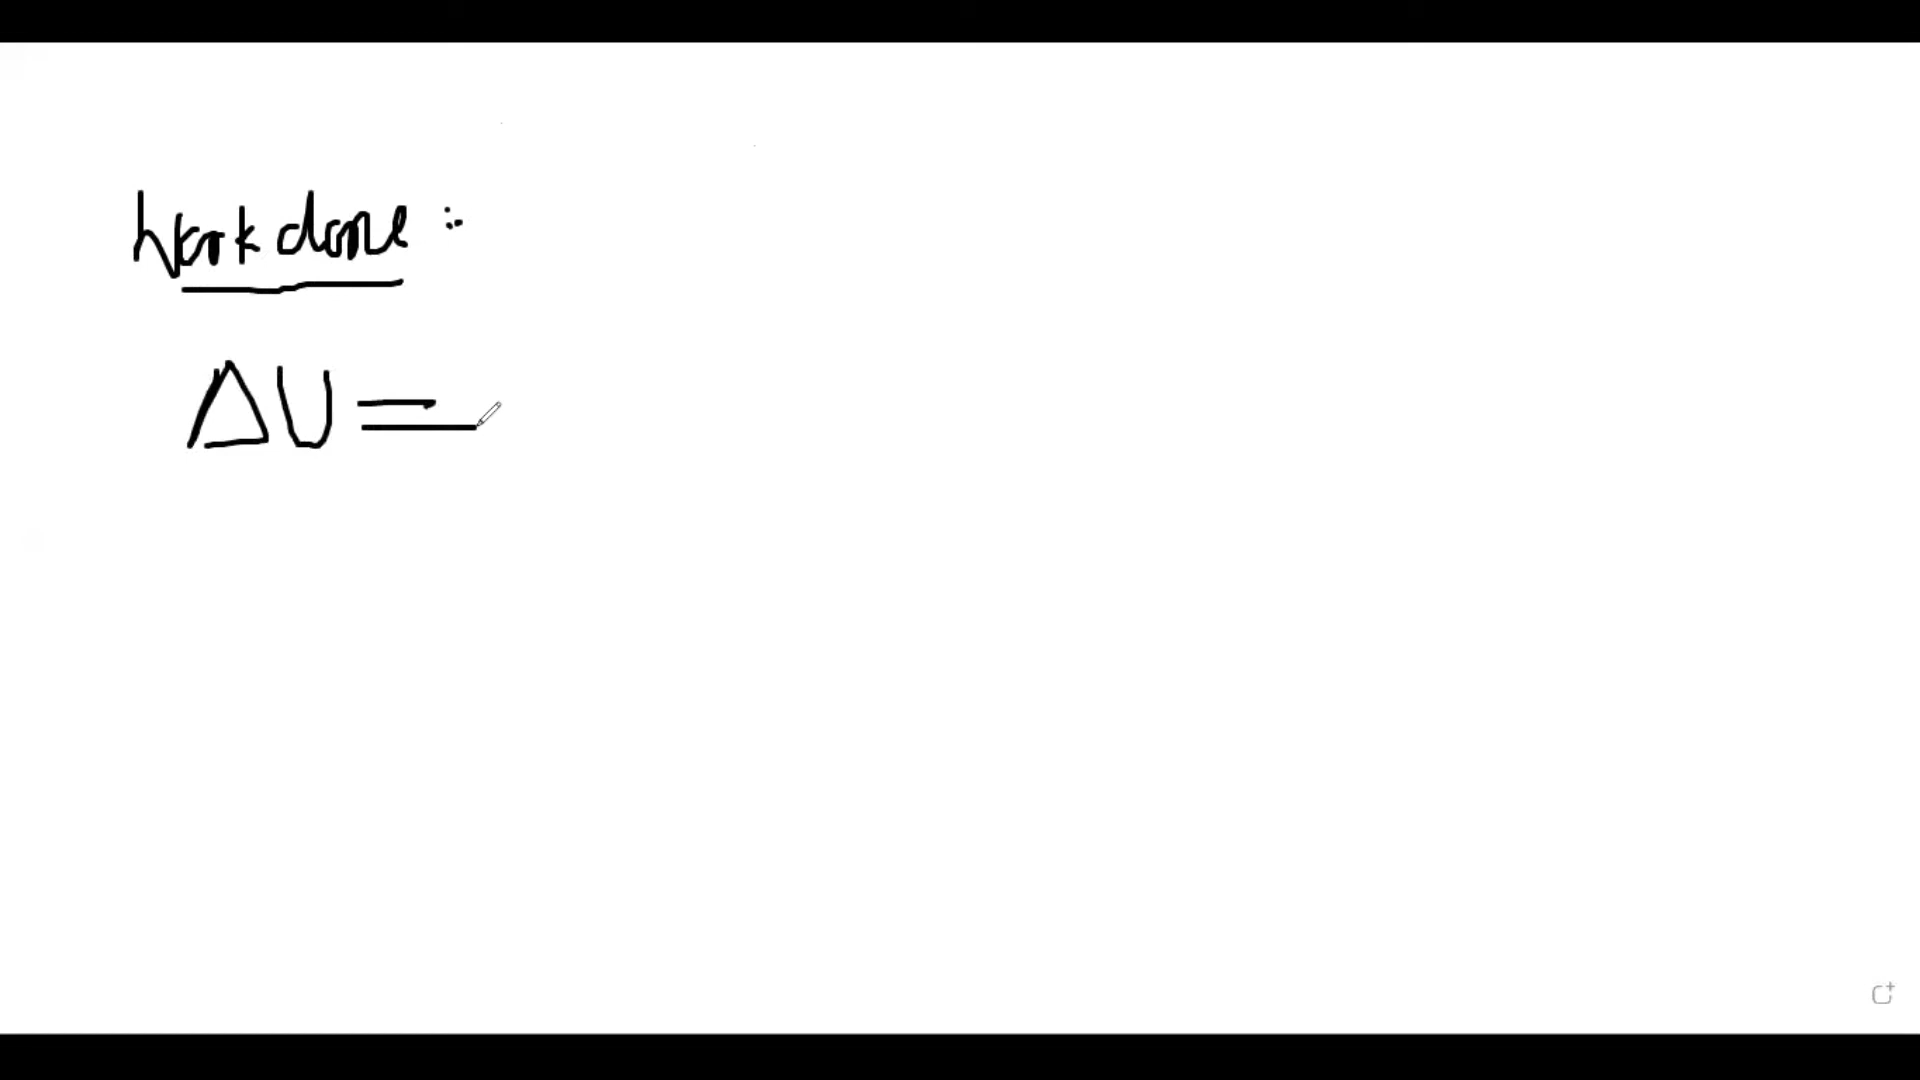 Work done :-
ΔU =